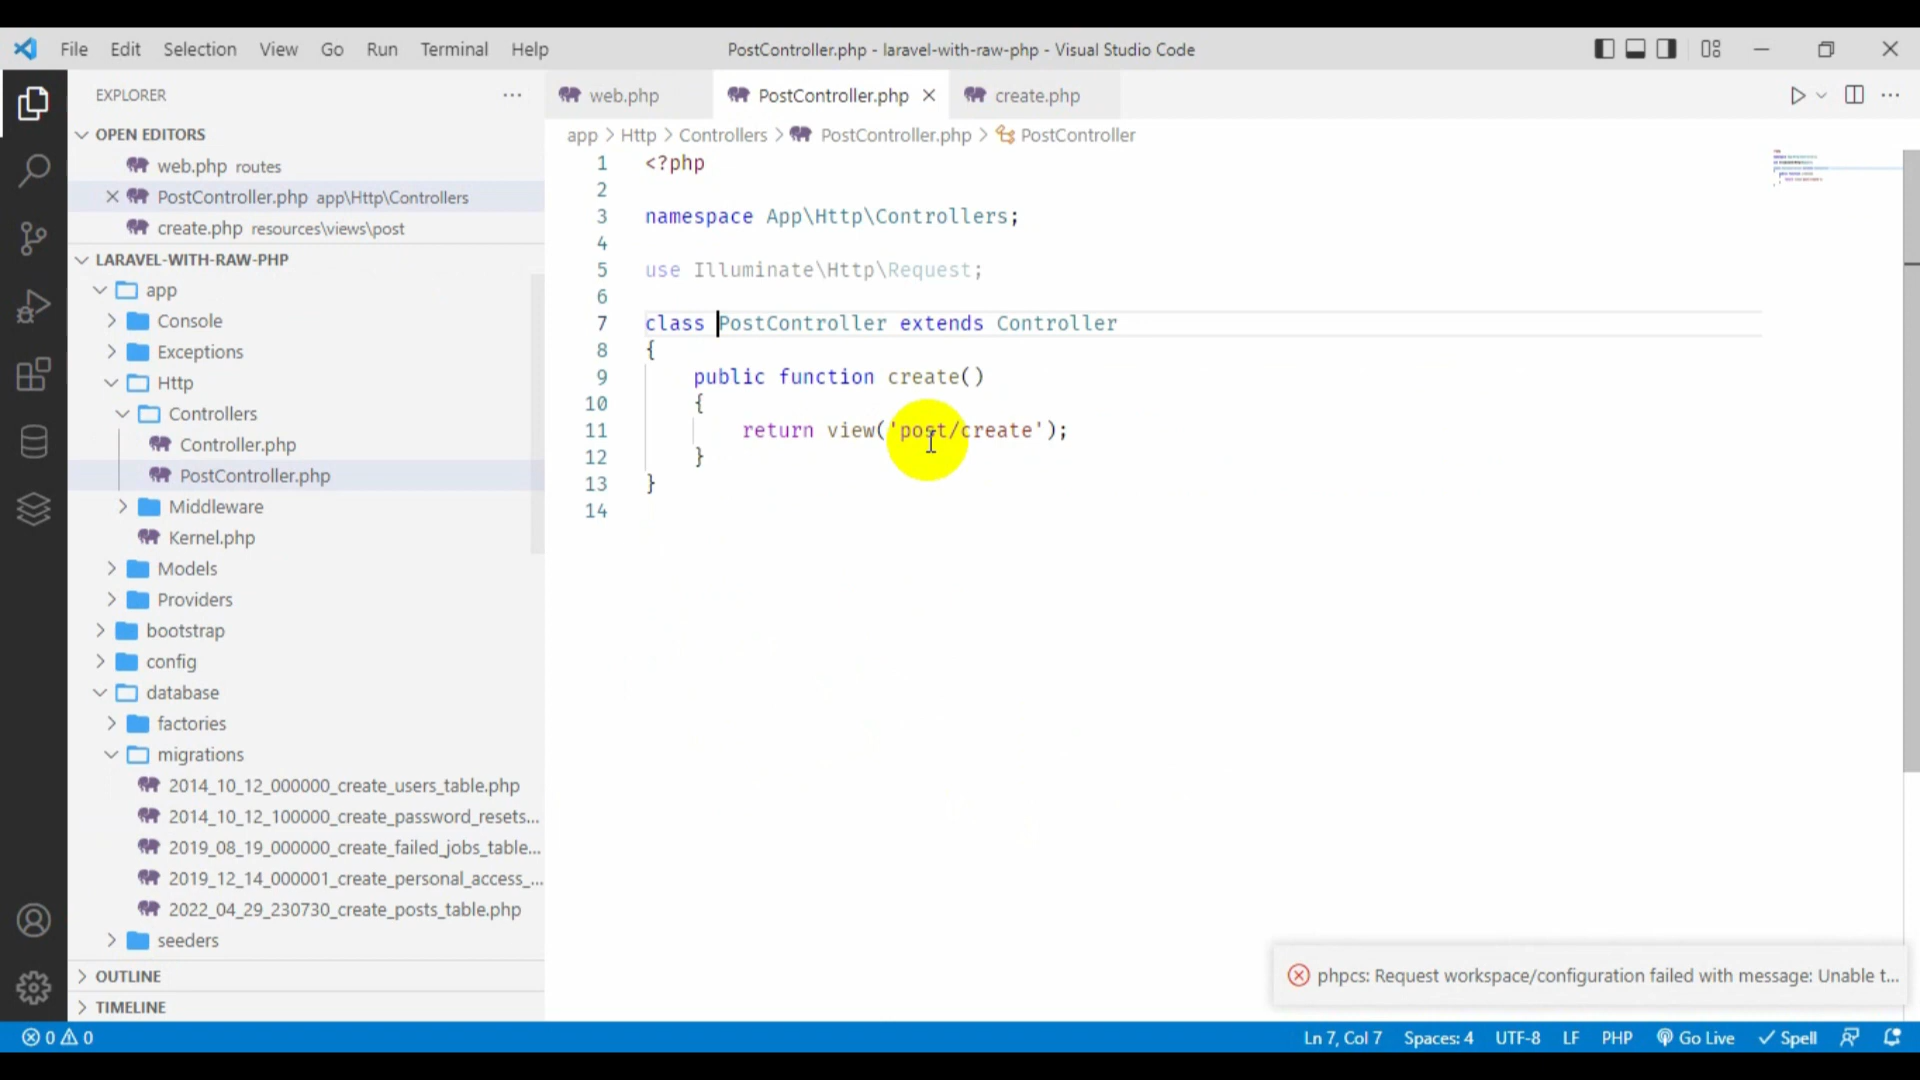 File Edit Selection View Go Run Terminal Help
PostController.php - laravel-with-raw-php - Visual Studio Code
EXPLORER
OPEN EDITORS
web.php routes
PostController.php app\Http\Controllers
create.php resources\views\post
LARAVEL-WITH-RAW-PHP
app
Console
Exceptions
Http
Controllers
Controller.php
PostController.php
Middleware
Kernel.php
Models
Providers
bootstrap
config
database
factories
migrations
2014_10_12_000000_create_users_table.php
2014_10_12_100000_create_password_resets...
2019_08_19_000000_create_failed_jobs_table...
2019_12_14_000001_create_personal_access_...
2022_04_29_230730_create_posts_table.php
seeders
OUTLINE
TIMELINE
web.php PostController.php create.php
app > Http > Controllers > PostController.php > PostController
1 <?php
2
3 namespace App\Http\Controllers;
4
5 use Illuminate\Http\Request;
6
7 class PostController extends Controller
8 {
9 public function create()
10 {
11 return view('post/create');
12 }
13 }
14
phpcs: Request workspace/configuration failed with message: Unable t...
0 0 Ln 7, Col 7 Spaces: 4 UTF-8 LF PHP Go Live Spell